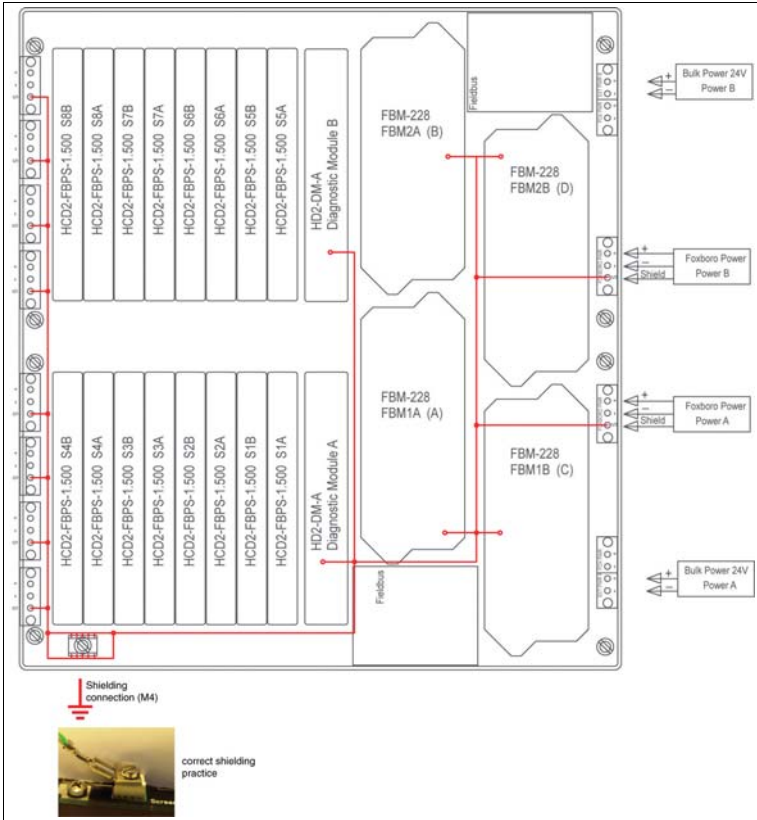 HCD2-FBPS-1.500 S8B
HCD2-FBPS-1.500 S8A
HCD2-FBPS-1.500 S7B
HCD2-FBPS-1.500 S7A
HCD2-FBPS-1.500 S6B
HCD2-FBPS-1.500 S6A
HCD2-FBPS-1.500 S5B
HCD2-FBPS-1.500 S5A
HD2-DM-A
Diagnostic Module B
FBM-228
FBM2A (B)
Fieldbus
FBM-228
FBM2B (D)
+
−
Bulk Power 24V
Power B
+
−
Shield
Foxboro Power
Power B
HCD2-FBPS-1.500 S4B
HCD2-FBPS-1.500 S4A
HCD2-FBPS-1.500 S3B
HCD2-FBPS-1.500 S3A
HCD2-FBPS-1.500 S2B
HCD2-FBPS-1.500 S2A
HCD2-FBPS-1.500 S1B
HCD2-FBPS-1.500 S1A
HD2-DM-A
Diagnostic Module A
FBM-228
FBM1A (A)
Fieldbus
FBM-228
FBM1B (C)
+
−
Shield
Foxboro Power
Power A
+
−
Bulk Power 24V
Power A
Shielding
connection (M4)
correct shielding
practice